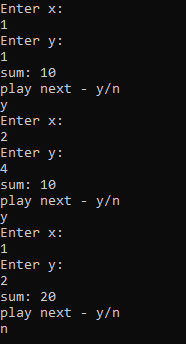 Enter x:
1
Enter y:
1
sum: 10
play next - y/n
y
Enter x:
2
Enter y:
4
sum: 10
play next - y/n
y
Enter x:
1
Enter y:
2
sum: 20
play next - y/n
n